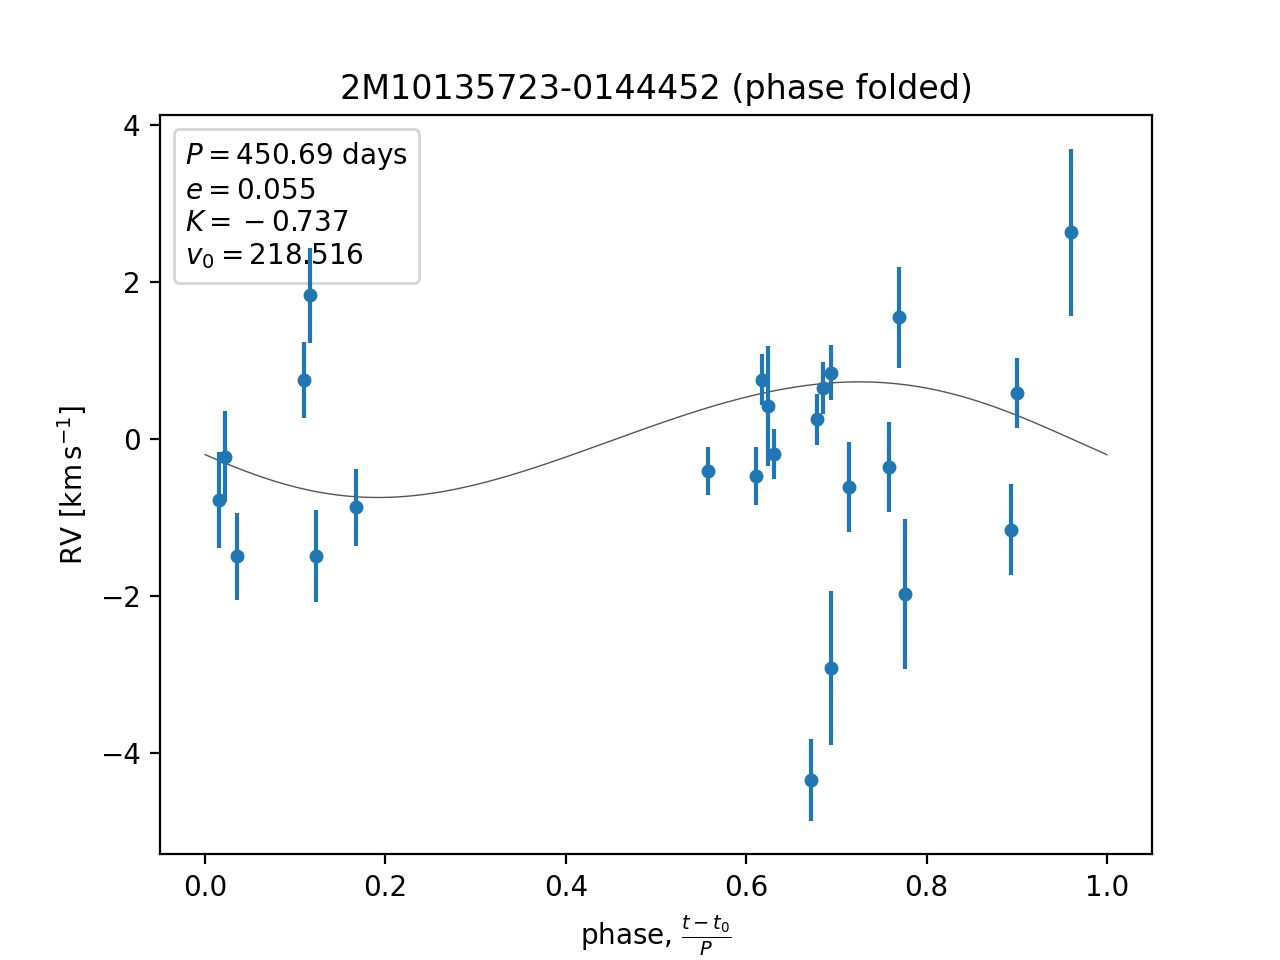 2M10135723-0144452 (phase folded)
P = 450.69 days
e = 0.055
K = −0.737
v₀ = 218.516
RV [km s⁻¹]
4
2
0
−2
−4
0.0 0.2 0.4 0.6 0.8 1.0
phase, (t − t₀)/P